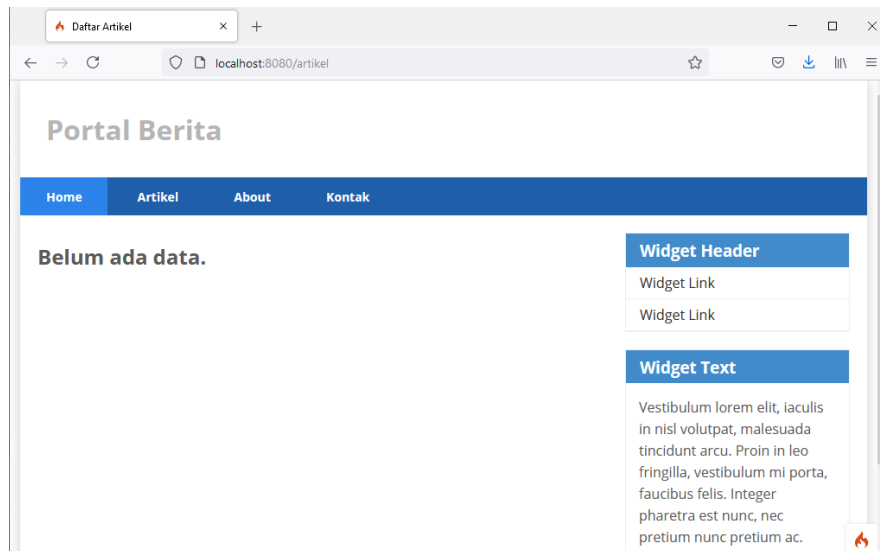 Daftar Artikel
localhost:8080/artikel
Portal Berita
Home Artikel About Kontak
Belum ada data.
Widget Header
Widget Link
Widget Link
Widget Text
Vestibulum lorem elit, iaculis
in nisl volutpat, malesuada
tincidunt arcu. Proin in leo
fringilla, vestibulum mi porta,
faucibus felis. Integer
pharetra est nunc, nec
pretium nunc pretium ac.